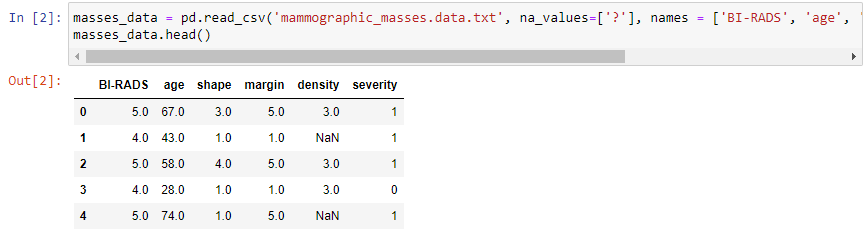 In [2]: masses_data = pd.read_csv('mammographic_masses.data.txt', na_values=['?'], names = ['BI-RADS', 'age', '
masses_data.head()
Out[2]:
BI-RADS age shape margin density severity
0 5.0 67.0 3.0 5.0 3.0 1
1 4.0 43.0 1.0 1.0 NaN 1
2 5.0 58.0 4.0 5.0 3.0 1
3 4.0 28.0 1.0 1.0 3.0 0
4 5.0 74.0 1.0 5.0 NaN 1